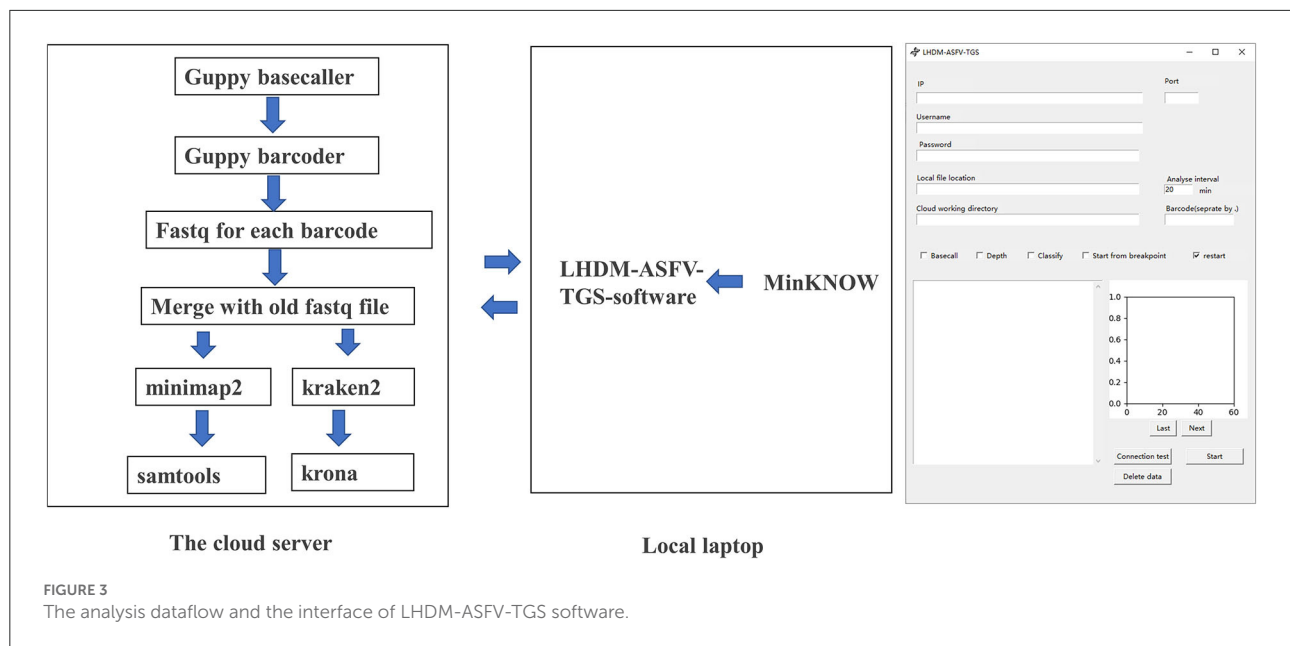 Guppy basecaller
Guppy barcoder
Fastq for each barcode
Merge with old fastq file
minimap2
kraken2
samtools
krona
The cloud server
LHDM-ASFV-
TGS-software
MinKNOW
Local laptop
LHDM-ASFV-TGS
IP
Port
Username
Password
Local file location
Analyse interval
20 min
Cloud working directory
Barcode(seprate by .)
Basecall
Depth
Classify
Start from breakpoint
restart
1.0
0.8
0.6
0.4
0.2
0.0
0 20 40 60
Last
Next
Connection test
Start
Delete data
FIGURE 3
The analysis dataflow and the interface of LHDM-ASFV-TGS software.